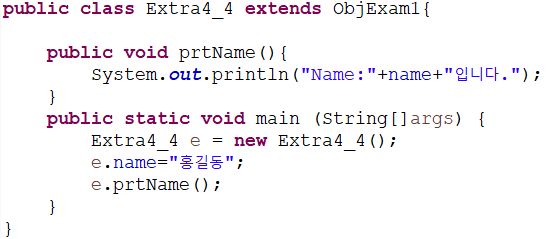 public class Extra4_4 extends ObjExam1{
public void prtName(){
System.out.println("Name:"+name+"입니다.");
}
public static void main (String[]args) {
Extra4_4 e = new Extra4_4();
e.name="홍길동";
e.prtName();
}
}